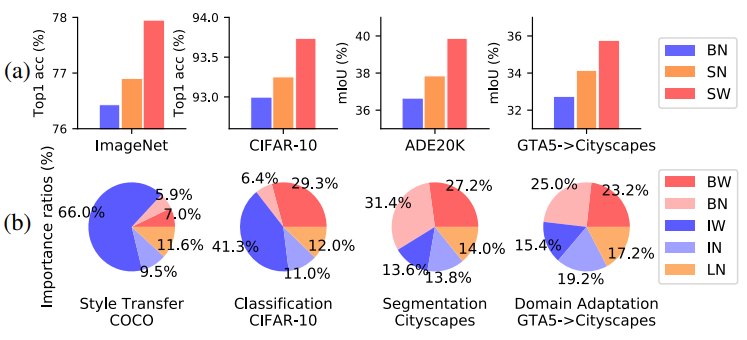 (a)
Top1 acc (%)
78
77
76
ImageNet
Top1 acc (%)
94.0
93.5
93.0
CIFAR-10
mIoU (%)
40
38
36
ADE20K
mIoU (%)
36
34
32
GTA5->Cityscapes
BN
SN
SW
(b)
Importance ratios (%)
66.0%
5.9%
7.0%
11.6%
9.5%
Style Transfer
COCO
6.4%
29.3%
41.3%
12.0%
11.0%
Classification
CIFAR-10
31.4%
27.2%
13.6%
13.8%
14.0%
Segmentation
Cityscapes
25.0%
23.2%
15.4%
19.2%
17.2%
Domain Adaptation
GTA5->Cityscapes
BW
BN
IW
IN
LN